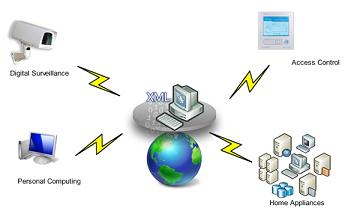 Access Control
Digital Surveillance
XML
Personal Computing
Home Appliances